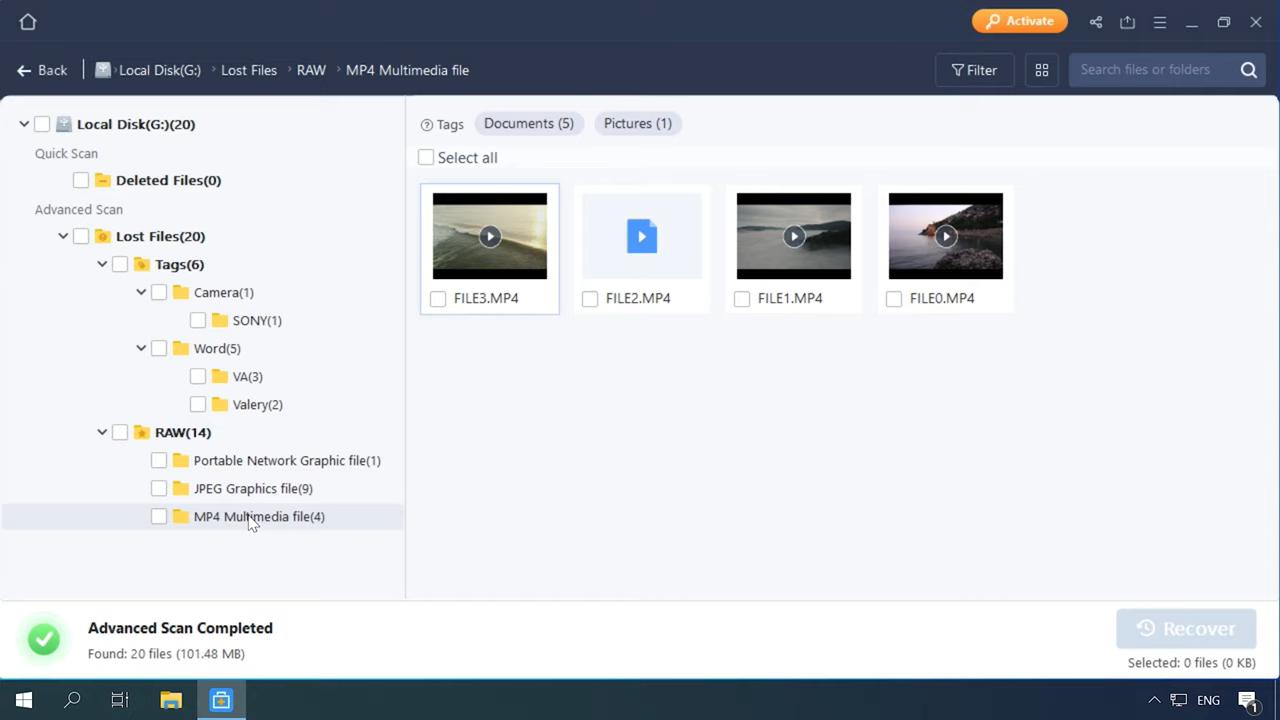 Activate
Back
Local Disk(G:) Lost Files RAW MP4 Multimedia file
Filter
Search files or folders
Local Disk(G:)(20)
Quick Scan
Deleted Files(0)
Advanced Scan
Lost Files(20)
Tags(6)
Camera(1)
SONY(1)
Word(5)
VA(3)
Valery(2)
RAW(14)
Portable Network Graphic file(1)
JPEG Graphics file(9)
MP4 Multimedia file(4)
Tags Documents (5) Pictures (1)
Select all
FILE3.MP4 FILE2.MP4 FILE1.MP4 FILE0.MP4
Advanced Scan Completed
Found: 20 files (101.48 MB)
Recover
Selected: 0 files (0 KB)
ENG
1